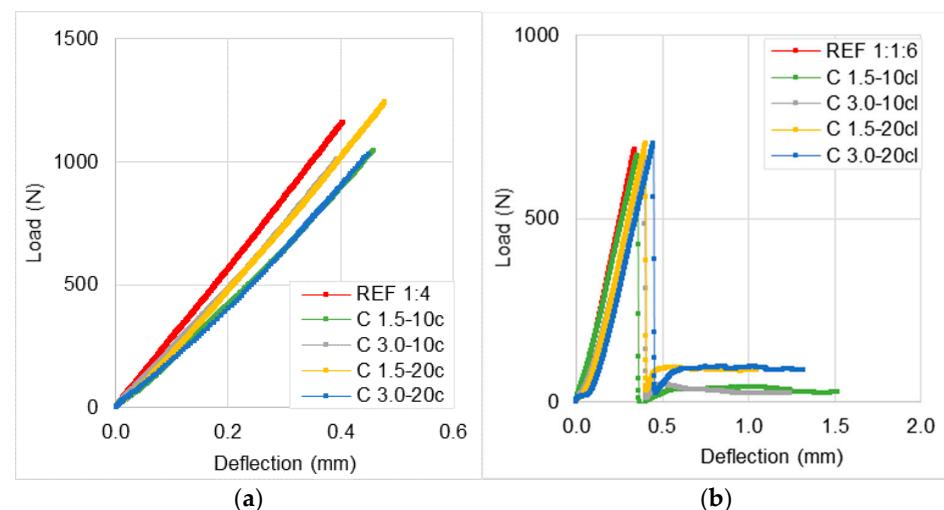 1500
1000
500
0
0.0 0.2 0.4 0.6
Load (N)
Deflection (mm)
REF 1:4
C 1.5-10c
C 3.0-10c
C 1.5-20c
C 3.0-20c
(a)
1000
500
0
0.0 0.5 1.0 1.5 2.0
Load (N)
Deflection (mm)
REF 1:1:6
C 1.5-10cl
C 3.0-10cl
C 1.5-20cl
C 3.0-20cl
(b)